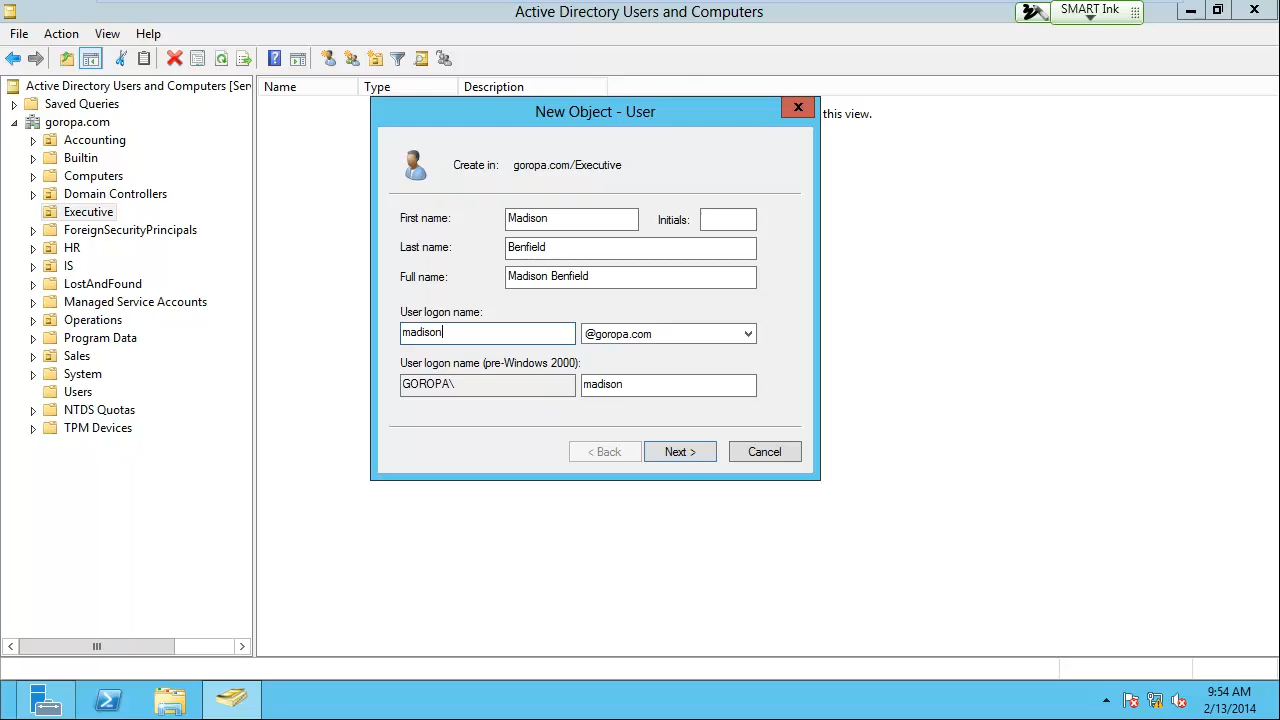 Active Directory Users and Computers
SMART Ink
File Action View Help
Active Directory Users and Computers [Ser
Saved Queries
goropa.com
Accounting
Builtin
Computers
Domain Controllers
Executive
ForeignSecurityPrincipals
HR
IS
LostAndFound
Managed Service Accounts
Operations
Program Data
Sales
System
Users
NTDS Quotas
TPM Devices
Name Type Description
this view.
New Object - User
x
Create in: goropa.com/Executive
First name: Madison Initials:
Last name: Benfield
Full name: Madison Benfield
User logon name:
madison @goropa.com
User logon name (pre-Windows 2000):
GOROPA\ madison
< Back Next > Cancel
9:54 AM
2/13/2014